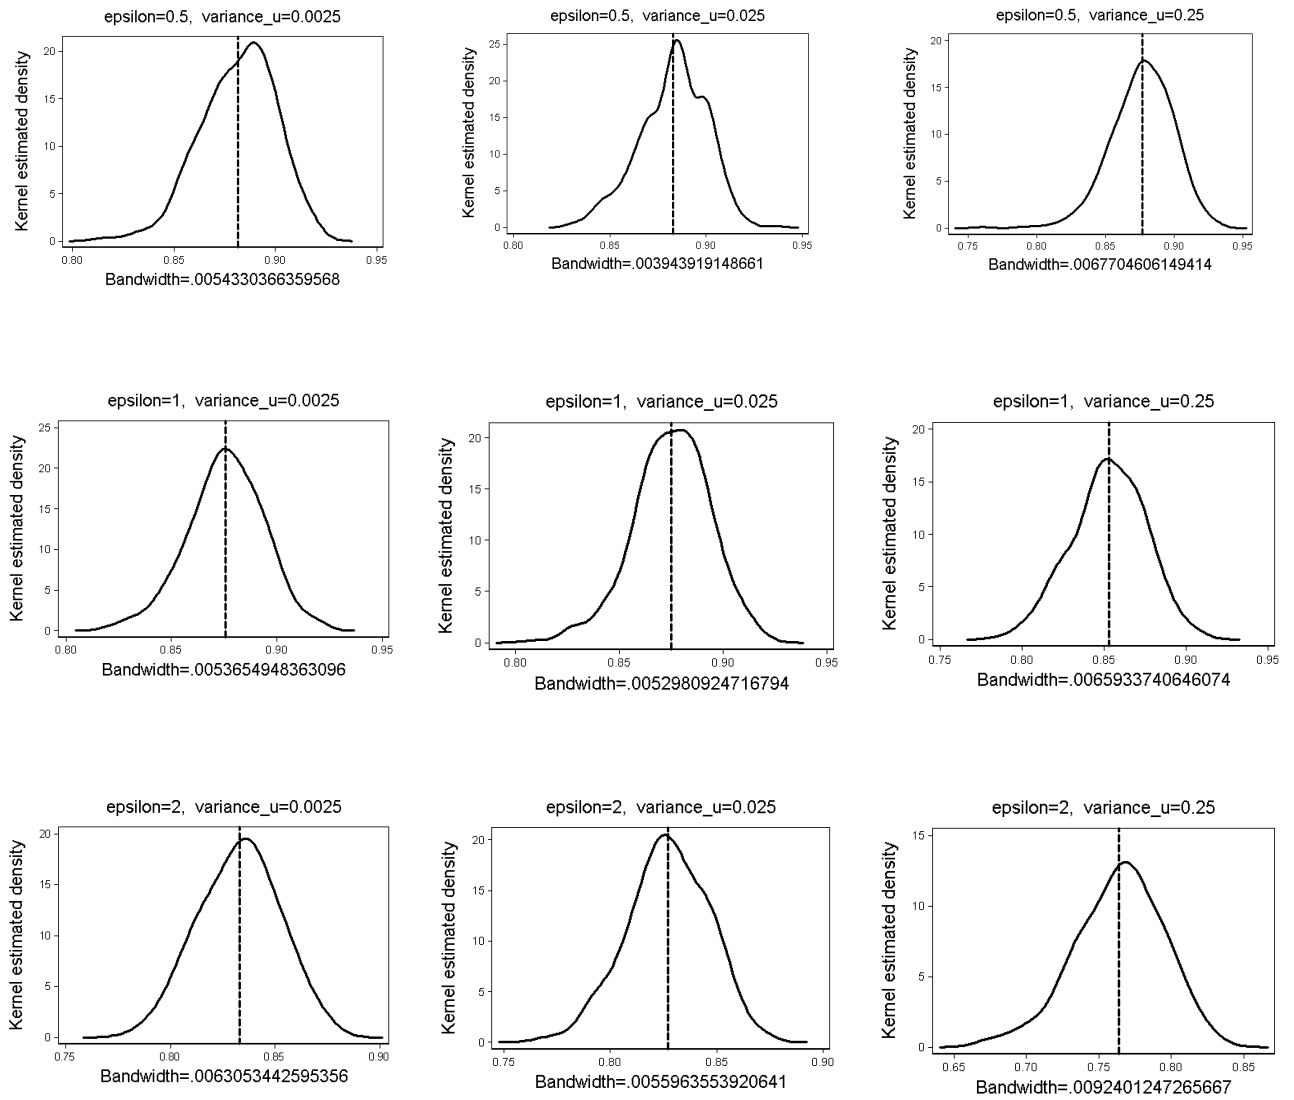 epsilon=0.5,  variance_u=0.0025
Kernel estimated density
20
15
10
5
0
0.80 0.85 0.90 0.95
Bandwidth=.00543303663​59568
epsilon=0.5,  variance_u=0.025
Kernel estimated density
25
20
15
10
5
0
0.80 0.85 0.90 0.95
Bandwidth=.003943919148661
epsilon=0.5,  variance_u=0.25
Kernel estimated density
20
15
10
5
0
0.75 0.80 0.85 0.90 0.95
Bandwidth=.0067704606149414
epsilon=1,  variance_u=0.0025
Kernel estimated density
25
20
15
10
5
0
0.80 0.85 0.90 0.95
Bandwidth=.0053654948363096
epsilon=1,  variance_u=0.025
Kernel estimated density
20
15
10
5
0
0.80 0.85 0.90 0.95
Bandwidth=.0052980924716794
epsilon=1,  variance_u=0.25
Kernel estimated density
20
15
10
5
0
0.75 0.80 0.85 0.90 0.95
Bandwidth=.0065933740646074
epsilon=2,  variance_u=0.0025
Kernel estimated density
20
15
10
5
0
0.75 0.80 0.85 0.90
Bandwidth=.0063053442595356
epsilon=2,  variance_u=0.025
Kernel estimated density
20
15
10
5
0
0.75 0.80 0.85 0.90
Bandwidth=.0055963553920641
epsilon=2,  variance_u=0.25
Kernel estimated density
15
10
5
0
0.65 0.70 0.75 0.80 0.85
Bandwidth=.0092401247265667